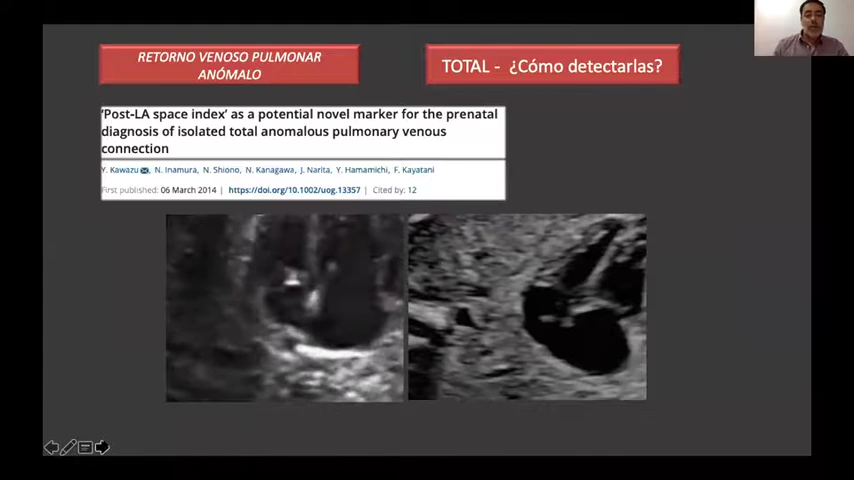 RETORNO VENOSO PULMONAR
ANÓMALO
TOTAL - ¿Cómo detectarlas?
'Post-LA space index' as a potential novel marker for the prenatal
diagnosis of isolated total anomalous pulmonary venous
connection
Y. Kawazu, N. Inamura, N. Shiono, N. Kanagawa, J. Narita, Y. Hamamichi, F. Kayatani
First published: 06 March 2014 | https://doi.org/10.1002/uog.13357 | Cited by: 12